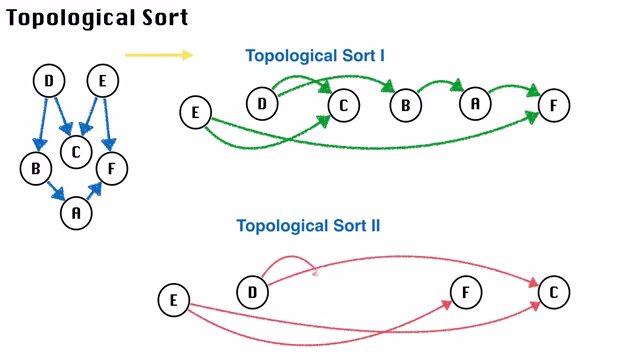 Topological Sort
Topological Sort I
D E
E D C B A F
C
B F
A
Topological Sort II
E D F C